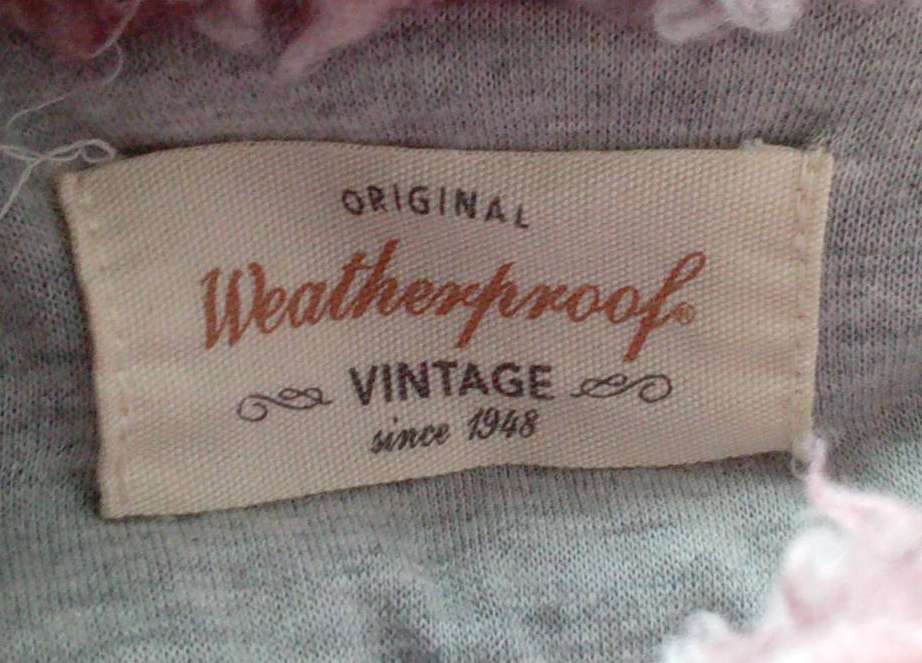 ORIGINAL
Weatherproof®
VINTAGE
since 1948